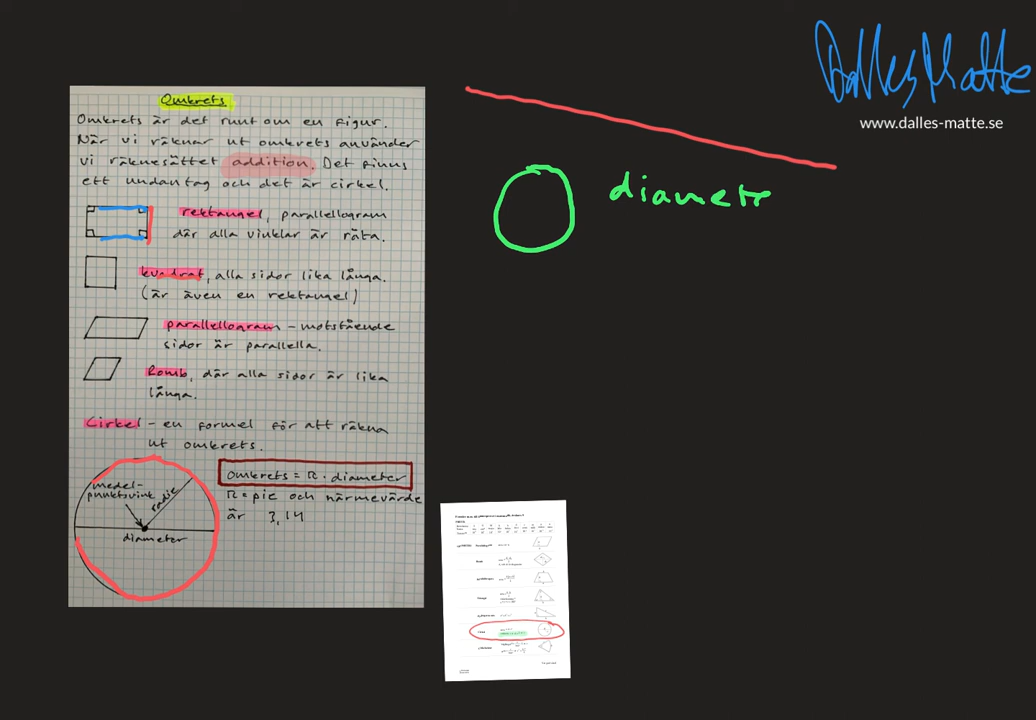 Dalles Matte
www.dalles-matte.se
diametr
Omkrets
Omkrets är det runt om en figur.
När vi räknar ut omkrets använder
vi räknesättet addition. Det finns
ett undantag och det är cirkel.
rektangel, parallellogram
där alla vinklar är räta.
kvadrat, alla sidor lika långa.
(är även en rektangel)
parallellogram - motstående
sidor är parallella.
Romb, där alla sidor är lika
långa.
Cirkel - en formel för att räkna
ut omkrets.
Omkrets = π · diameter
π = pie och närmevärde
är 3,14
medel-
punktsvink
radie
diameter